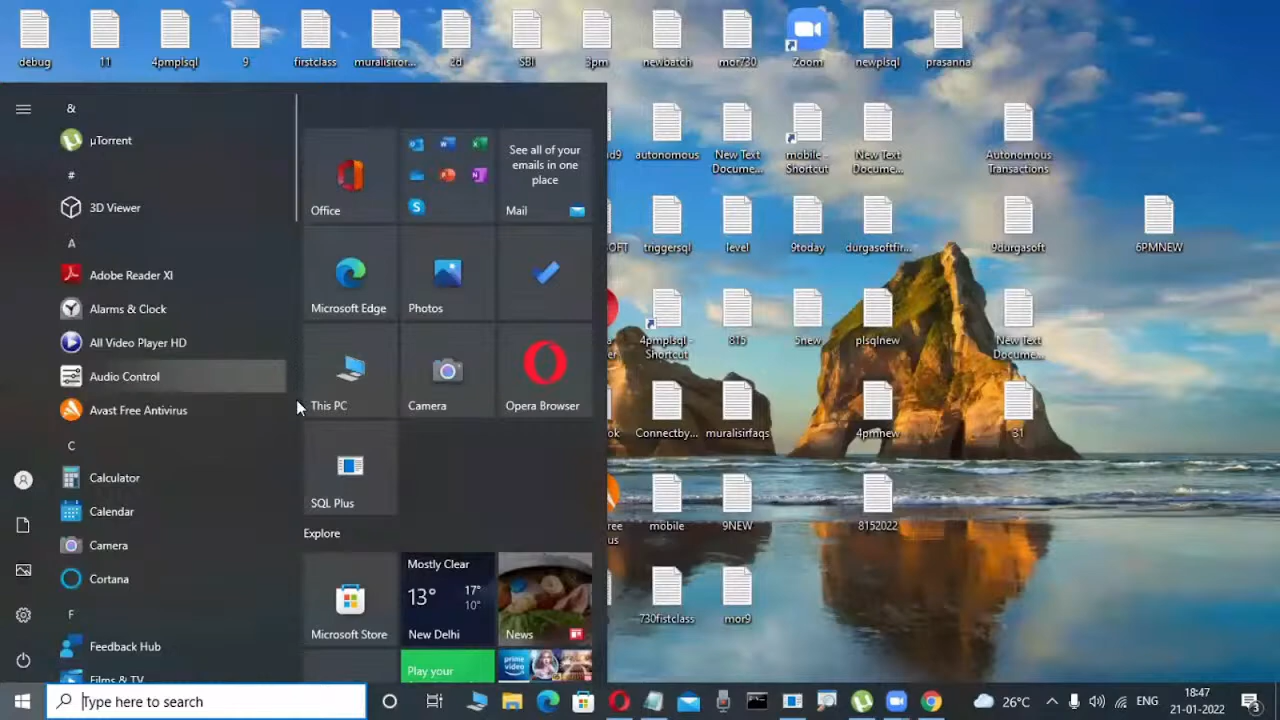 debug
11
4pmplsql
9
firstclass
muralisiror...
2d
SBI
3pm
newbatch
mor730
Zoom
newplsql
prasanna
&
µTorrent
#
3D Viewer
A
Adobe Reader XI
Alarms & Clock
All Video Player HD
Audio Control
Avast Free Antivirus
C
Calculator
Calendar
Camera
Cortana
F
Feedback Hub
Films & TV
Office
See all of your
emails in one
place
Mail
Microsoft Edge
Photos
This PC
Camera
Opera Browser
SQL Plus
Explore
Microsoft Store
Mostly Clear
13°
17°
10°
New Delhi
News
Play your
prime video
autonomous
New Text
Docume...
mobile -
Shortcut
New Text
Docume...
Autonomous
Transactions
triggersql
level
9today
durgasoftfir...
9durgasoft
6PMNEW
4pmplsql -
Shortcut
815
5new
plsqlnew
New Text
Docume...
Connectby...
muralisirfaqs
4pmnew
31
mobile
9NEW
8152022
730fistclass
mor9
Type here to search
26°C
ENG
21-01-2022
3